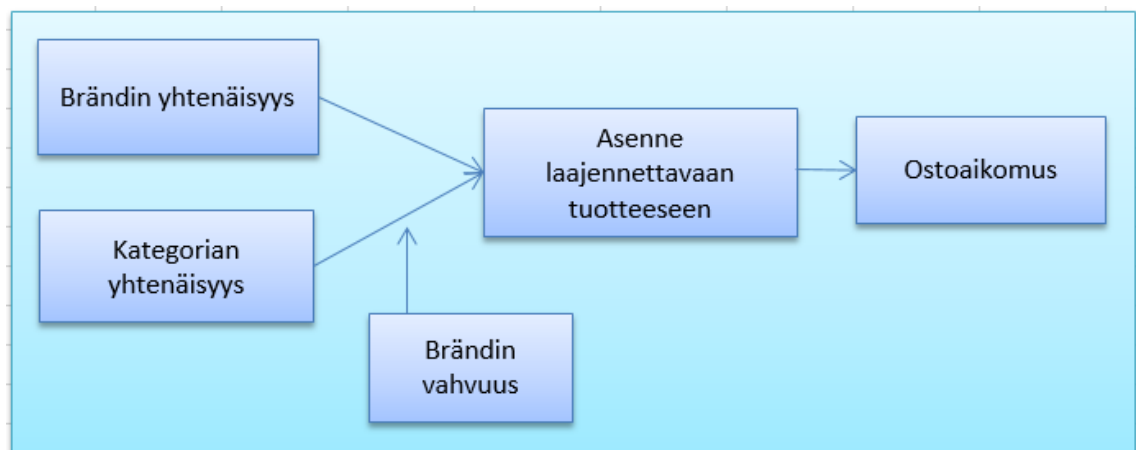 Brändin yhtenäisyys
Kategorian
yhtenäisyys
Asenne
laajennettavaan
tuotteeseen
Ostoaikomus
Brändin
vahvuus